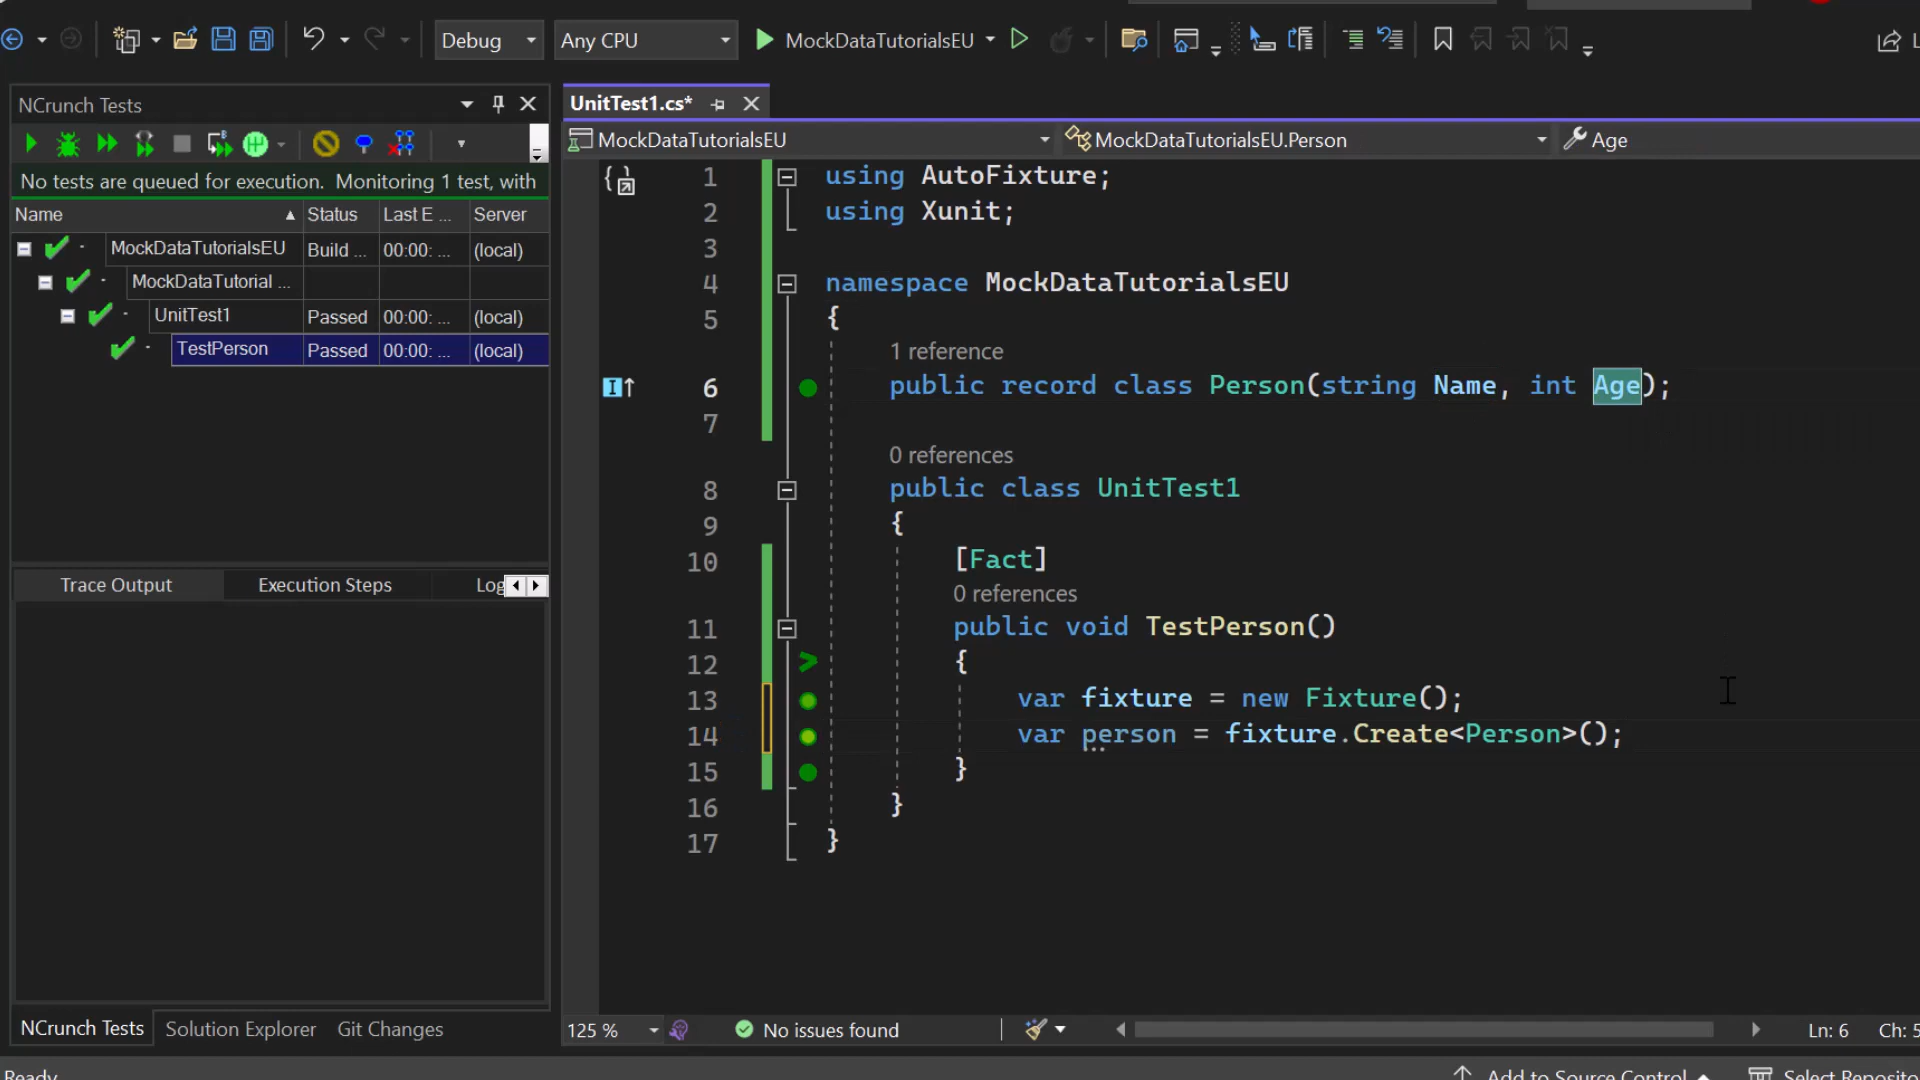 Debug
Any CPU
MockDataTutorialsEU
NCrunch Tests
No tests are queued for execution. Monitoring 1 test, with
Name Status Last E ... Server
MockDataTutorialsEU Build ... 00:00: ... (local)
MockDataTutorial ...
UnitTest1 Passed 00:00: ... (local)
TestPerson Passed 00:00: ... (local)
Trace Output Execution Steps Log
NCrunch Tests Solution Explorer Git Changes
UnitTest1.cs*
MockDataTutorialsEU MockDataTutorialsEU.Person Age
1 using AutoFixture;
2 using Xunit;
3
4 namespace MockDataTutorialsEU
5 {
1 reference
6 public record class Person(string Name, int Age);
7
0 references
8 public class UnitTest1
9 {
10 [Fact]
0 references
11 public void TestPerson()
12 {
13 var fixture = new Fixture();
14 var person = fixture.Create<Person>();
15 }
16 }
17 }
125 % No issues found Ln: 6 Ch: 5
Ready Add to Source Control Select Reposito